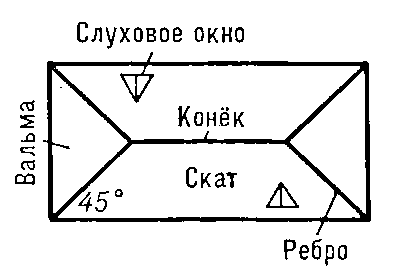 Слуховое окно
Вальма
Конёк
Скат
45°
Ребро